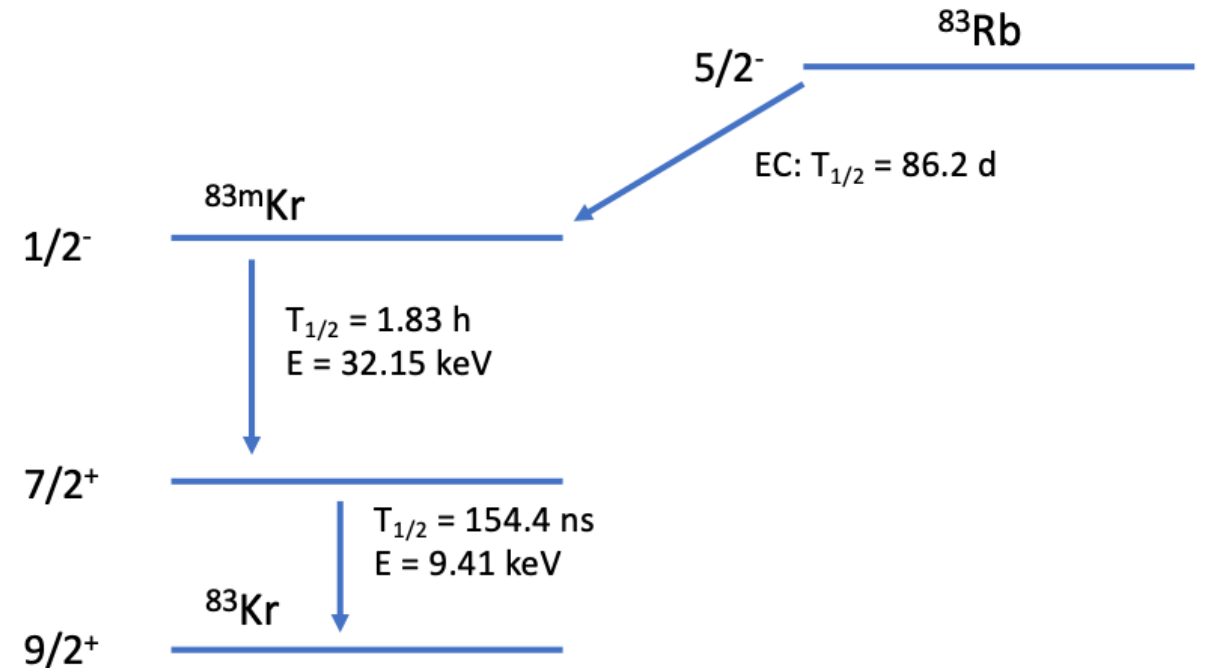 ⁸³Rb
5/2⁻
EC: T₁/₂ = 86.2 d
⁸³ᵐKr
1/2⁻
T₁/₂ = 1.83 h
E = 32.15 keV
7/2⁺
T₁/₂ = 154.4 ns
E = 9.41 keV
⁸³Kr
9/2⁺